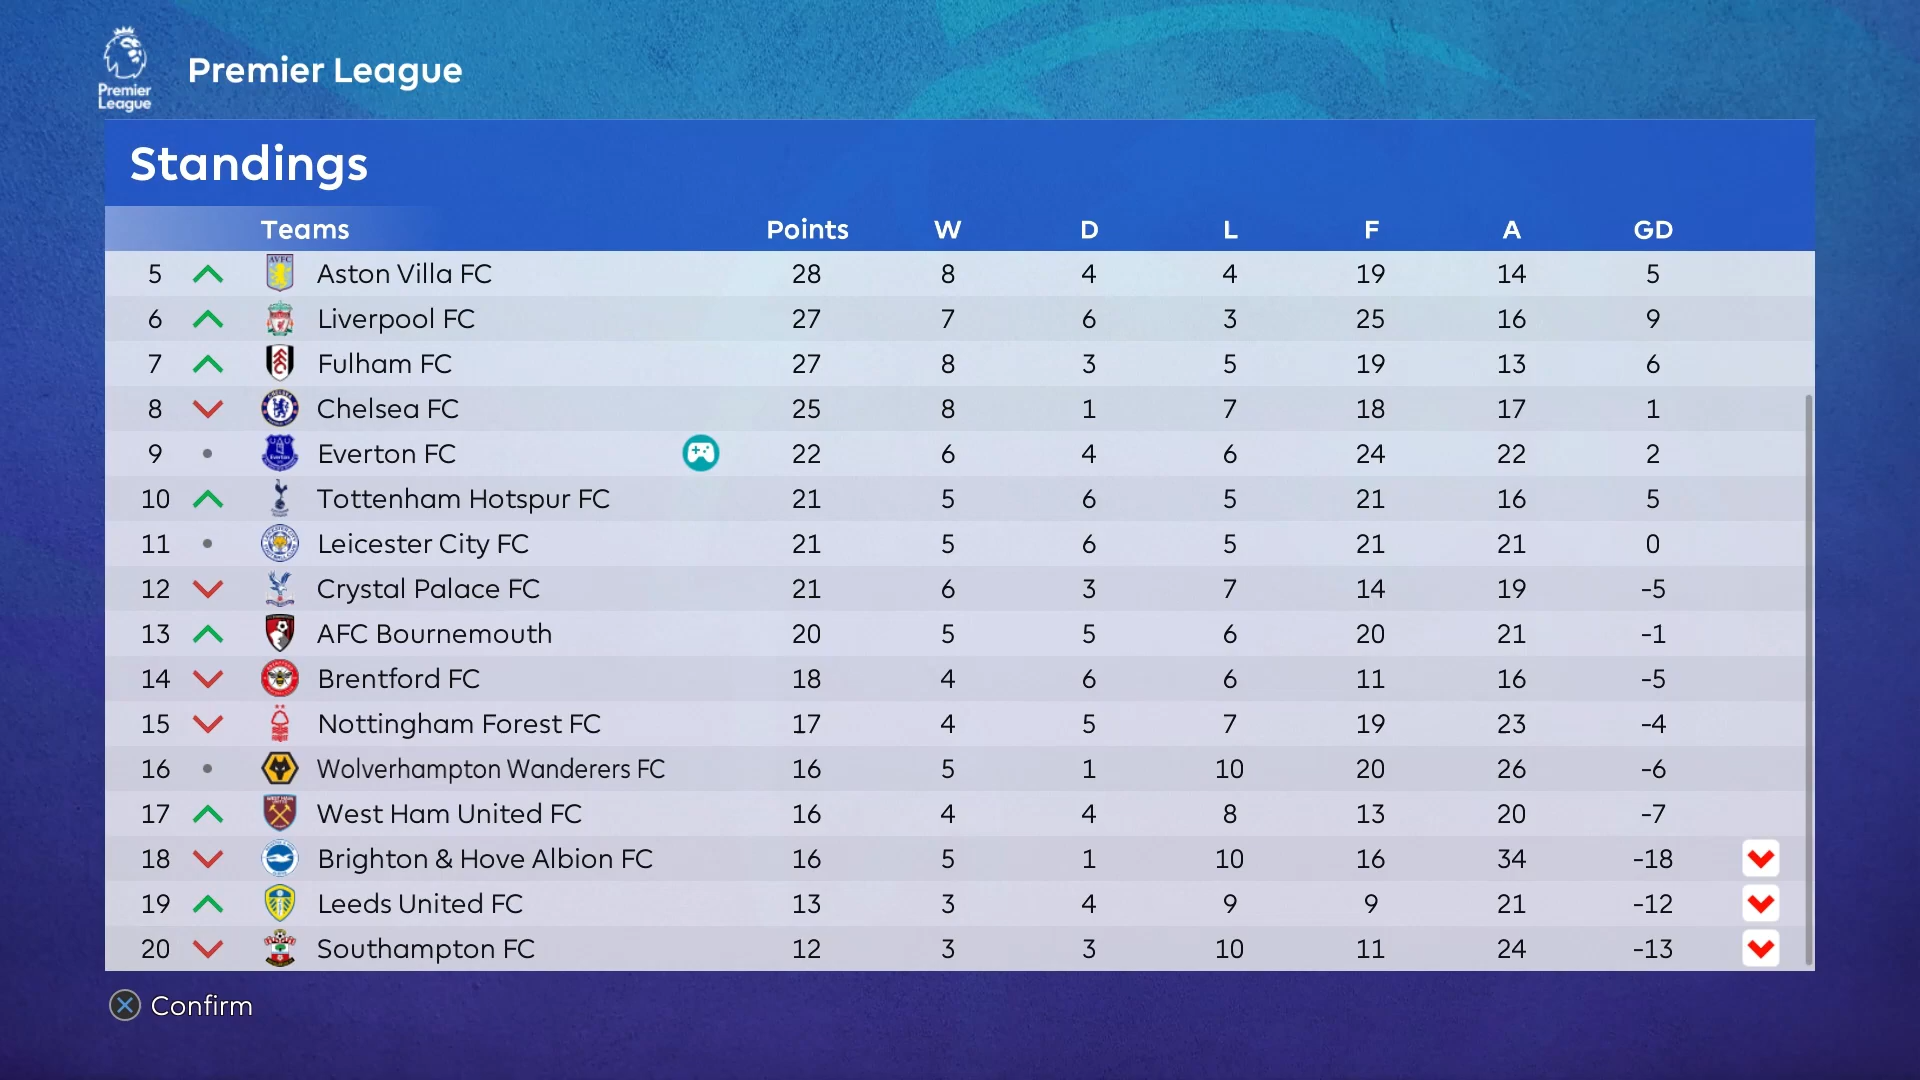 Premier League
Premier League
Standings
Teams Points W D L F A GD
5 Aston Villa FC 28 8 4 4 19 14 5
6 Liverpool FC 27 7 6 3 25 16 9
7 Fulham FC 27 8 3 5 19 13 6
8 Chelsea FC 25 8 1 7 18 17 1
9 Everton FC 22 6 4 6 24 22 2
10 Tottenham Hotspur FC 21 5 6 5 21 16 5
11 Leicester City FC 21 5 6 5 21 21 0
12 Crystal Palace FC 21 6 3 7 14 19 -5
13 AFC Bournemouth 20 5 5 6 20 21 -1
14 Brentford FC 18 4 6 6 11 16 -5
15 Nottingham Forest FC 17 4 5 7 19 23 -4
16 Wolverhampton Wanderers FC 16 5 1 10 20 26 -6
17 West Ham United FC 16 4 4 8 13 20 -7
18 Brighton & Hove Albion FC 16 5 1 10 16 34 -18
19 Leeds United FC 13 3 4 9 9 21 -12
20 Southampton FC 12 3 3 10 11 24 -13
Confirm